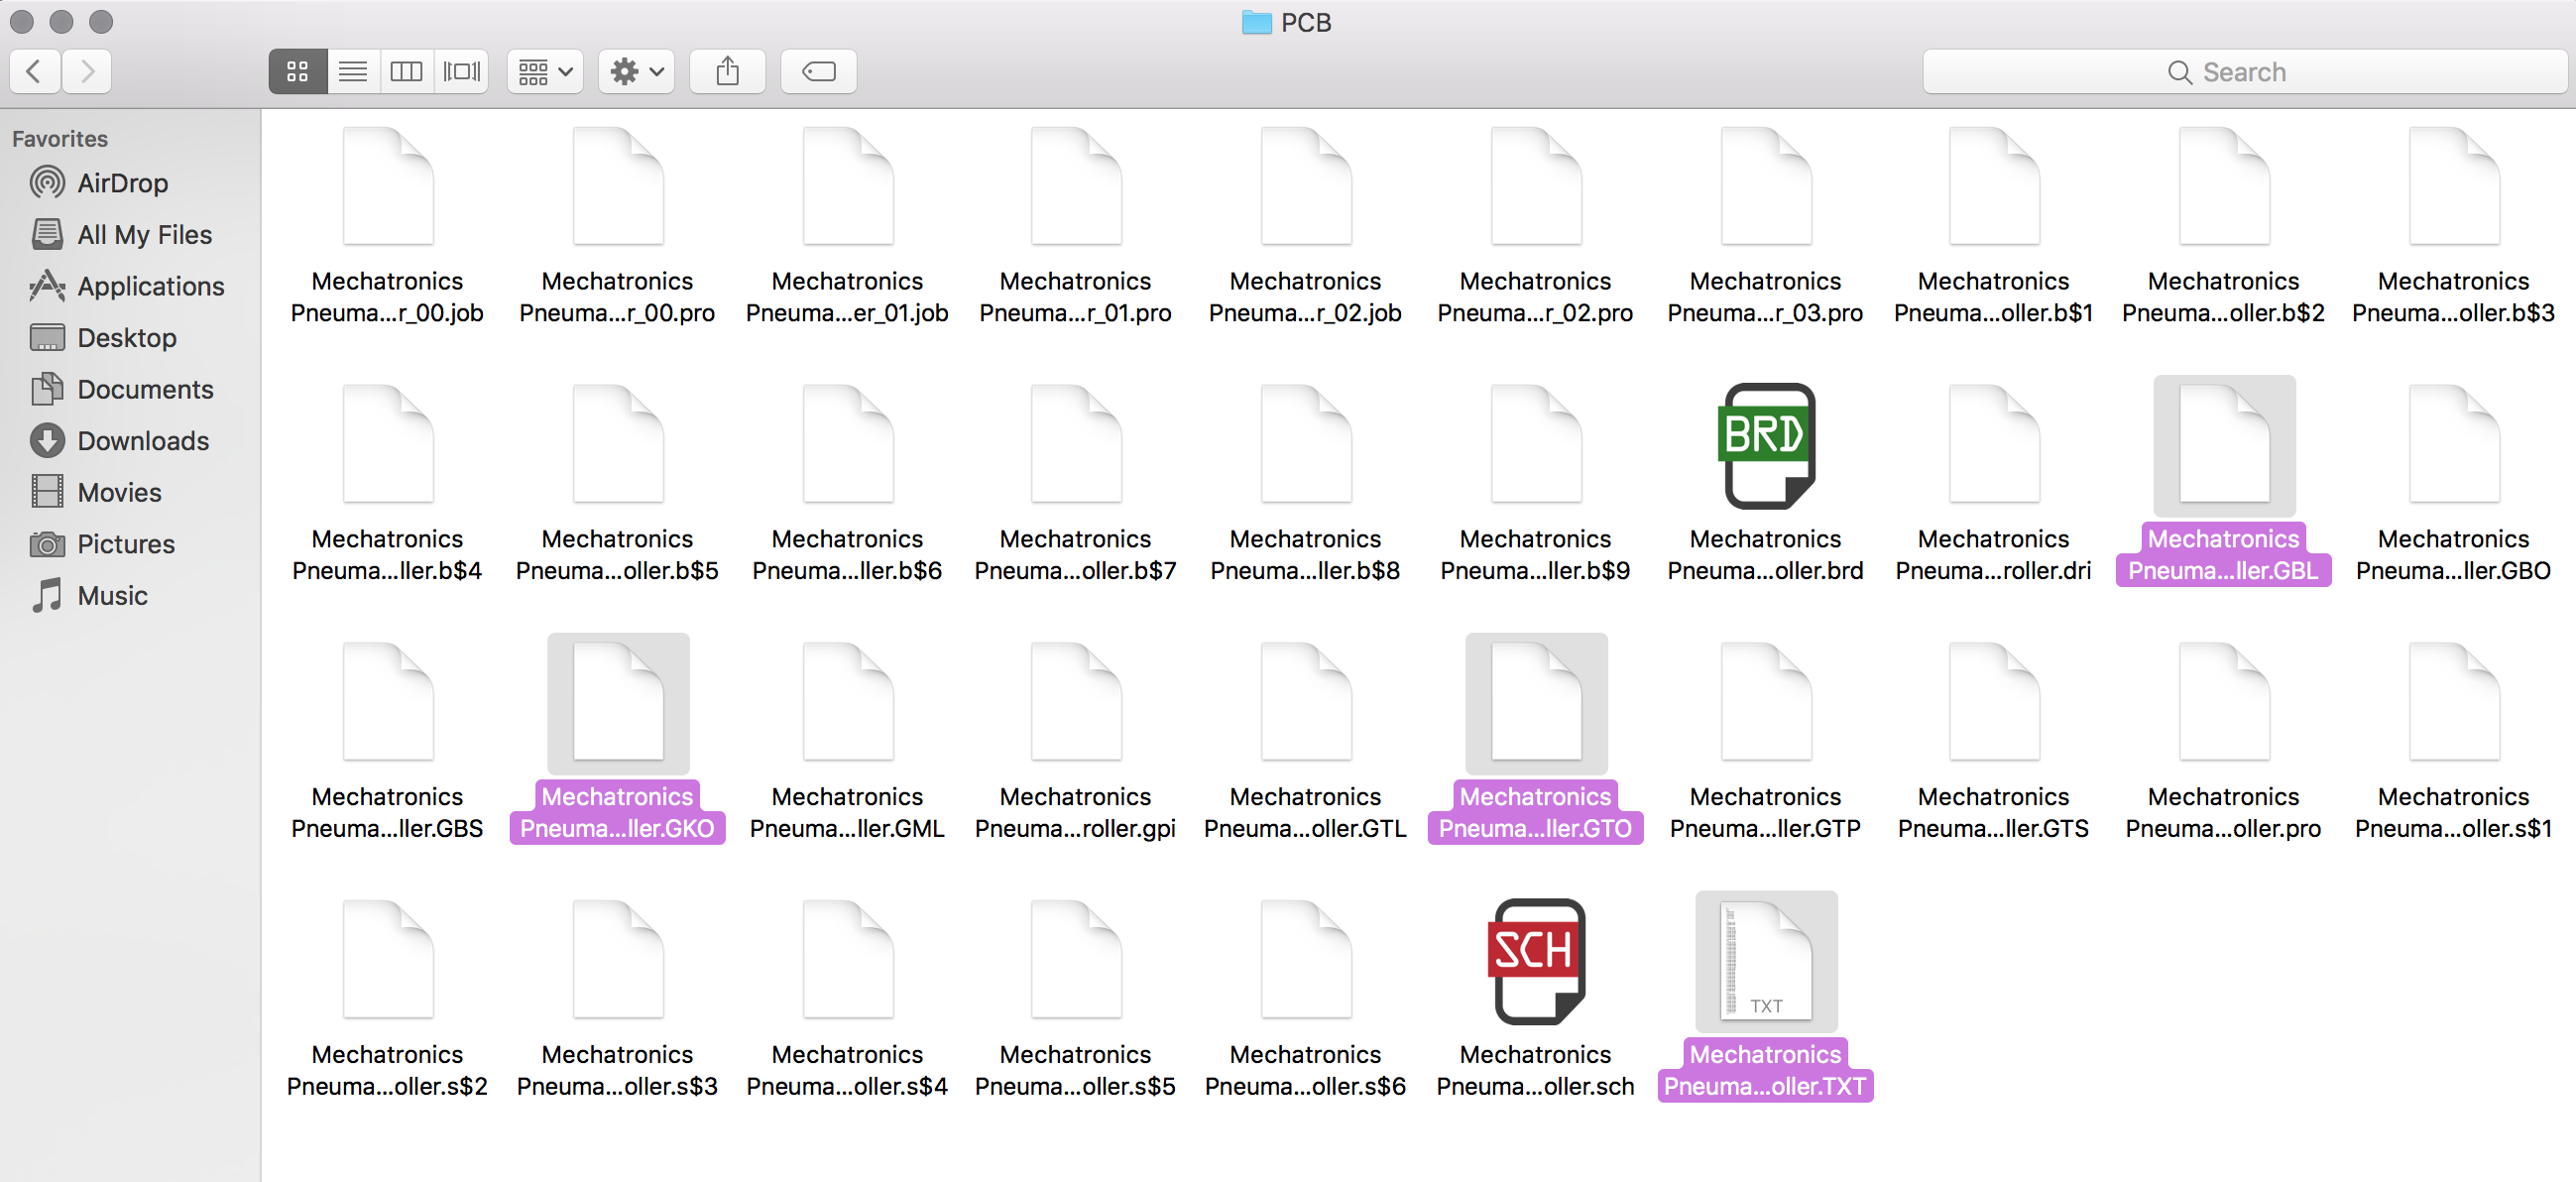 PCB
Search
Favorites
AirDrop
All My Files
Applications
Desktop
Documents
Downloads
Movies
Pictures
Music
Mechatronics Mechatronics Mechatronics Mechatronics Mechatronics Mechatronics Mechatronics Mechatronics Mechatronics Mechatronics
Pneuma...r_00.job Pneuma...r_00.pro Pneuma...er_01.job Pneuma...r_01.pro Pneuma...r_02.job Pneuma...r_02.pro Pneuma...r_03.pro Pneuma...oller.b$1 Pneuma...oller.b$2 Pneuma...oller.b$3
BRD
Mechatronics Mechatronics Mechatronics Mechatronics Mechatronics Mechatronics Mechatronics Mechatronics Mechatronics Mechatronics
Pneuma...ller.b$4 Pneuma...oller.b$5 Pneuma...ller.b$6 Pneuma...oller.b$7 Pneuma...ller.b$8 Pneuma...ller.b$9 Pneuma...oller.brd Pneuma...roller.dri Pneuma...ller.GBL Pneuma...ller.GBO
Mechatronics Mechatronics Mechatronics Mechatronics Mechatronics Mechatronics Mechatronics Mechatronics Mechatronics Mechatronics
Pneuma...ller.GBS Pneuma...ller.GKO Pneuma...ller.GML Pneuma...roller.gpi Pneuma...oller.GTL Pneuma...ller.GTO Pneuma...ller.GTP Pneuma...ller.GTS Pneuma...oller.pro Pneuma...oller.s$1
SCH
TXT
Mechatronics Mechatronics Mechatronics Mechatronics Mechatronics Mechatronics Mechatronics
Pneuma...oller.s$2 Pneuma...oller.s$3 Pneuma...oller.s$4 Pneuma...oller.s$5 Pneuma...oller.s$6 Pneuma...oller.sch Pneuma...oller.TXT